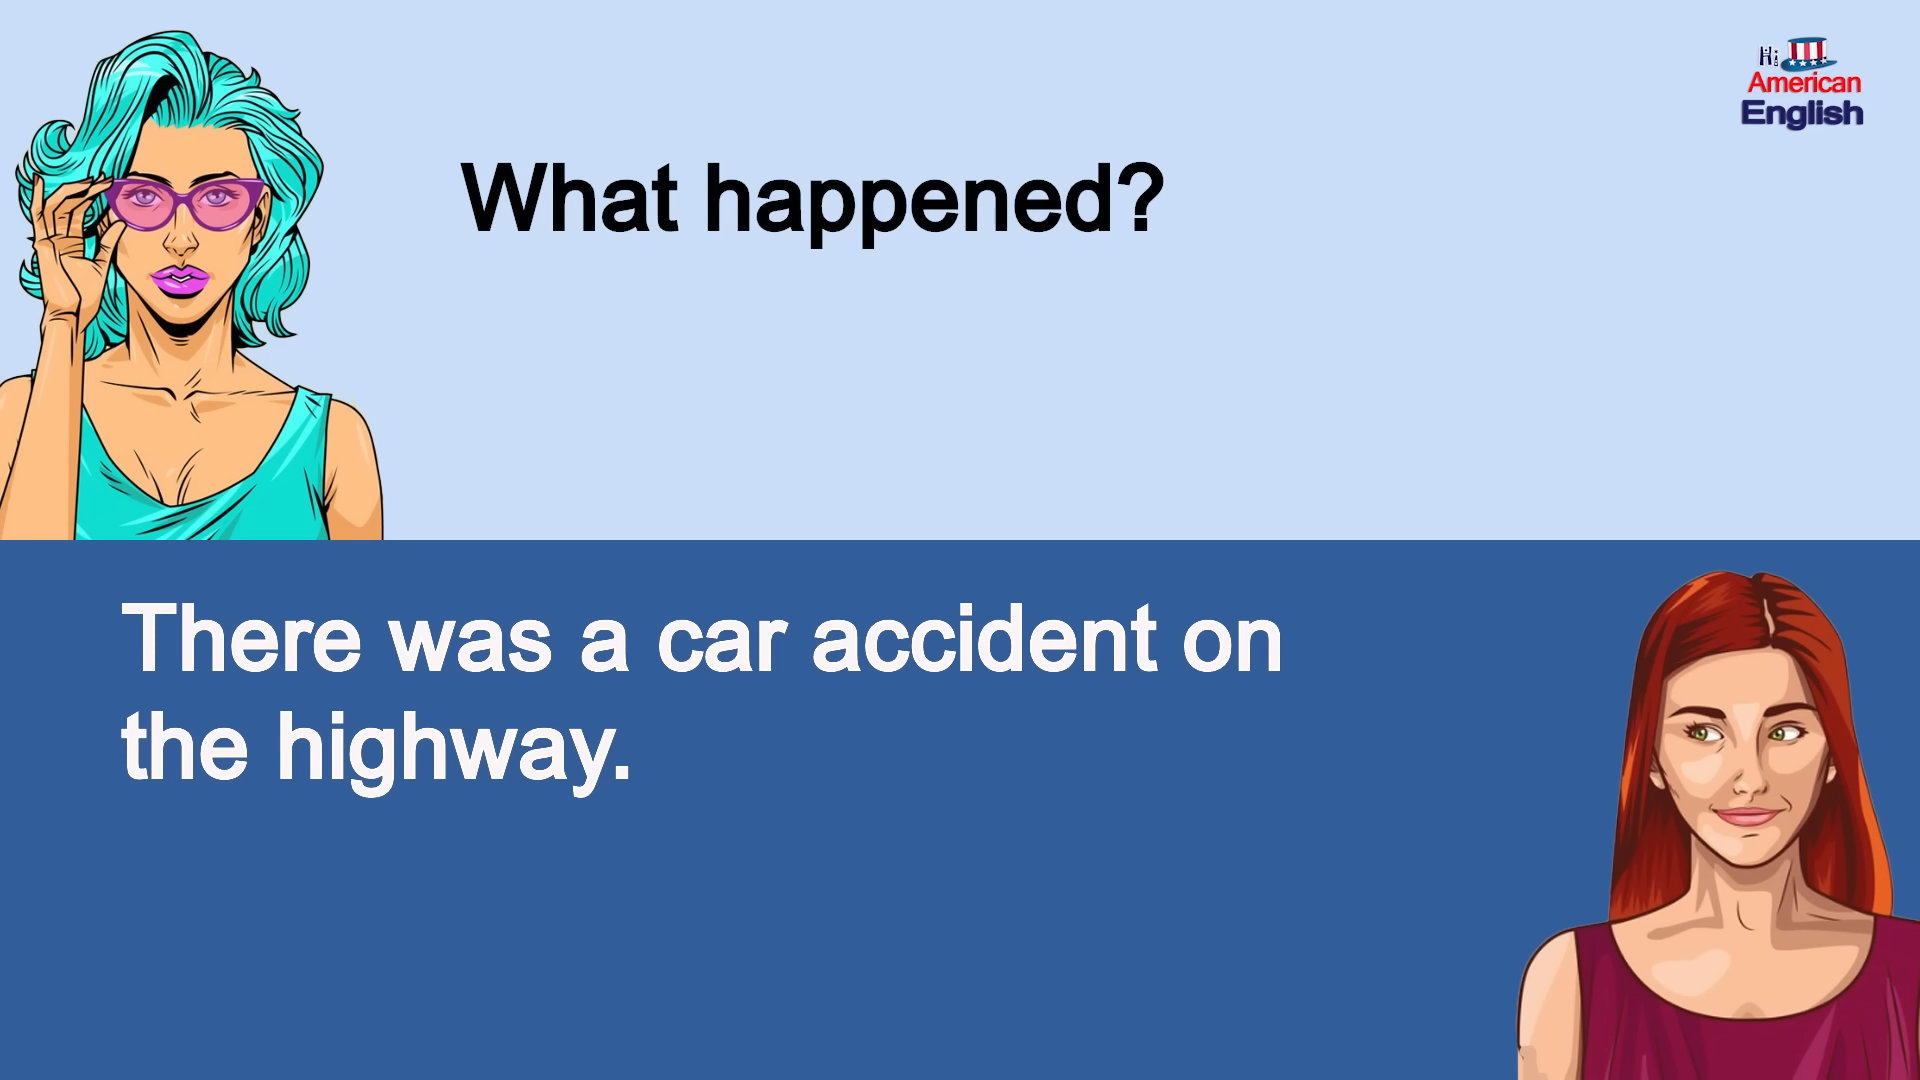 Hi
American
English
What happened?
There was a car accident on
the highway.